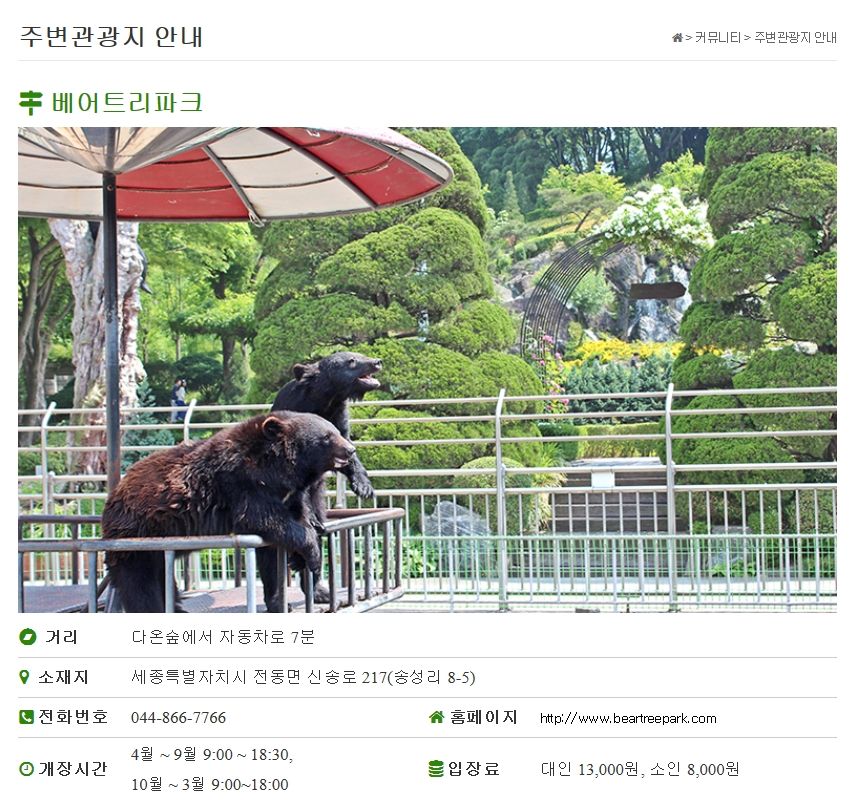 주변관광지 안내
> 커뮤니티 > 주변관광지 안내
베어트리파크
거리 다온숲에서 자동차로 7분
소재지 세종특별자치시 전동면 신송로 217(송성리 8-5)
전화번호 044-866-7766 홈페이지 http://www.beartreepark.com
개장시간 4월 ~ 9월 9:00 ~ 18:30, 입장료 대인 13,000원, 소인 8,000원
10월 ~ 3월 9:00~18:00